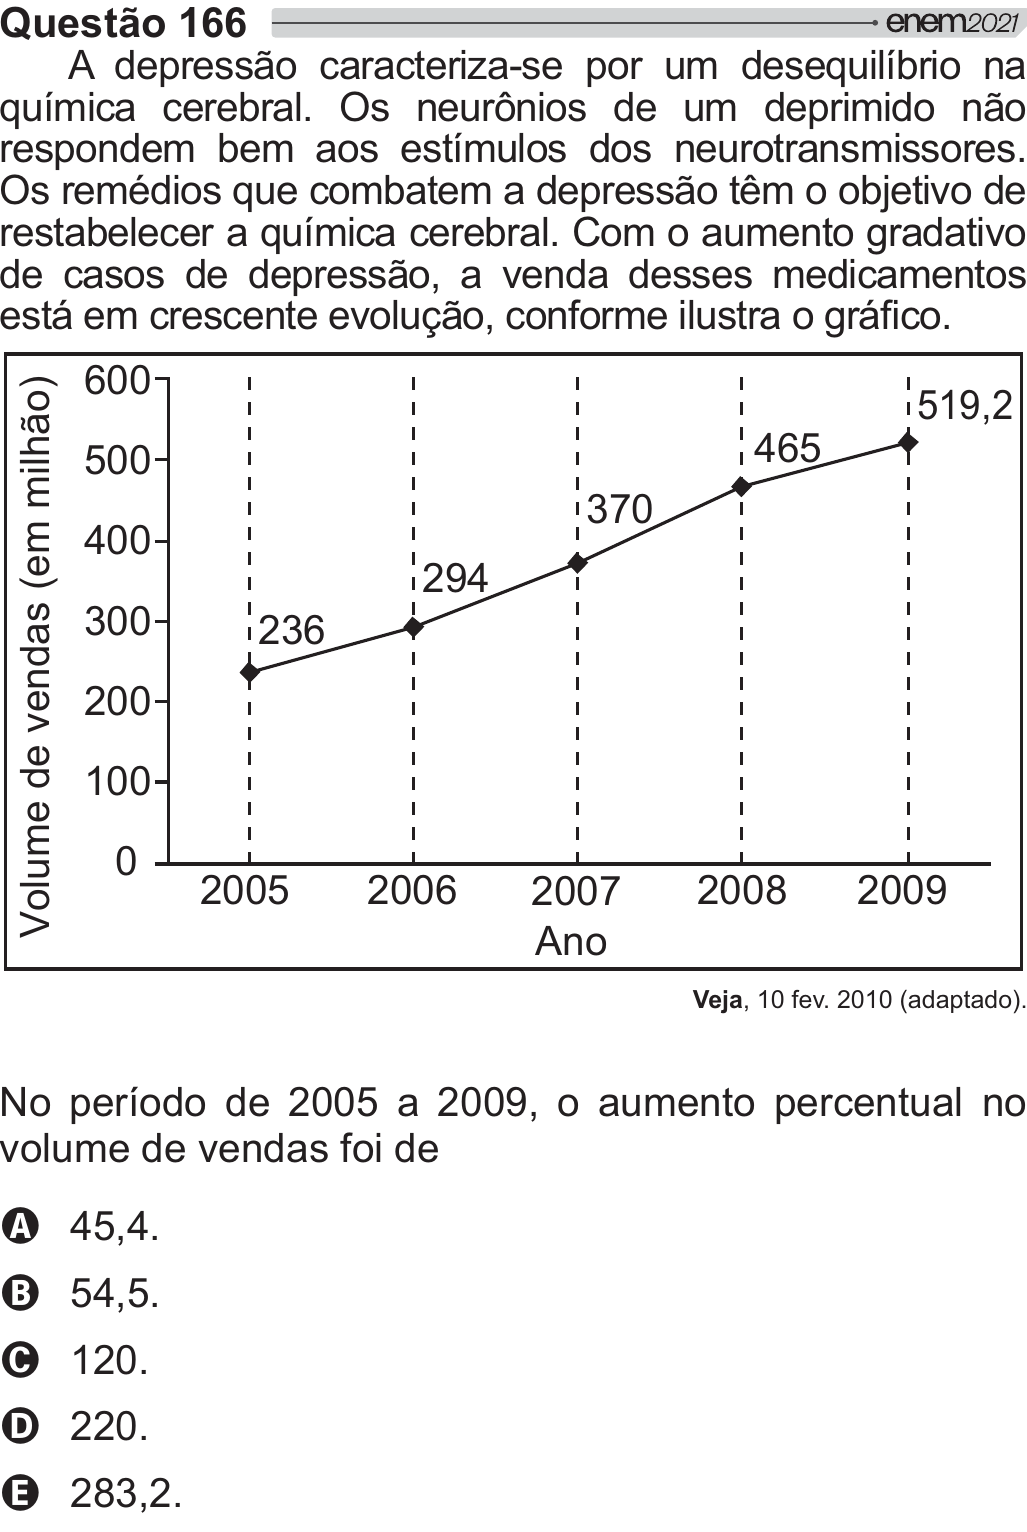 Questão 166 enem2021
A depressão caracteriza-se por um desequilíbrio na
química cerebral. Os neurônios de um deprimido não
respondem bem aos estímulos dos neurotransmissores.
Os remédios que combatem a depressão têm o objetivo de
restabelecer a química cerebral. Com o aumento gradativo
de casos de depressão, a venda desses medicamentos
está em crescente evolução, conforme ilustra o gráfico.
Volume de vendas (em milhão)
600
500
400
300
200
100
0
236
294
370
465
519,2
2005 2006 2007 2008 2009
Ano
Veja, 10 fev. 2010 (adaptado).
No período de 2005 a 2009, o aumento percentual no
volume de vendas foi de
A 45,4.
B 54,5.
C 120.
D 220.
E 283,2.